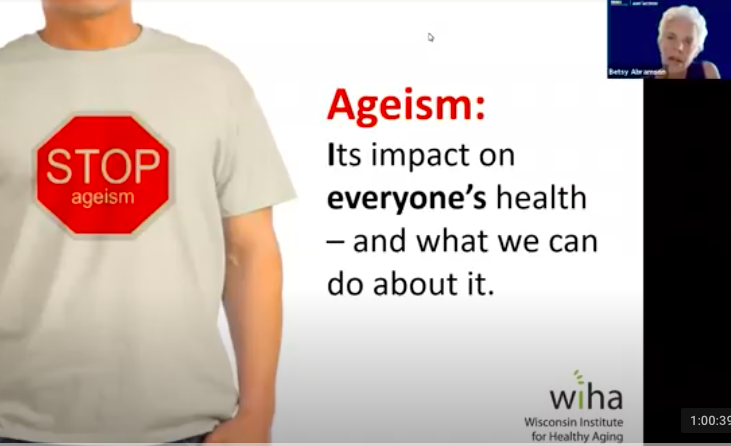 Betsy Abramson
STOP
ageism
Ageism:
Its impact on
everyone's health
– and what we can
do about it.
wiha
Wisconsin Institute
for Healthy Aging
1:00:39